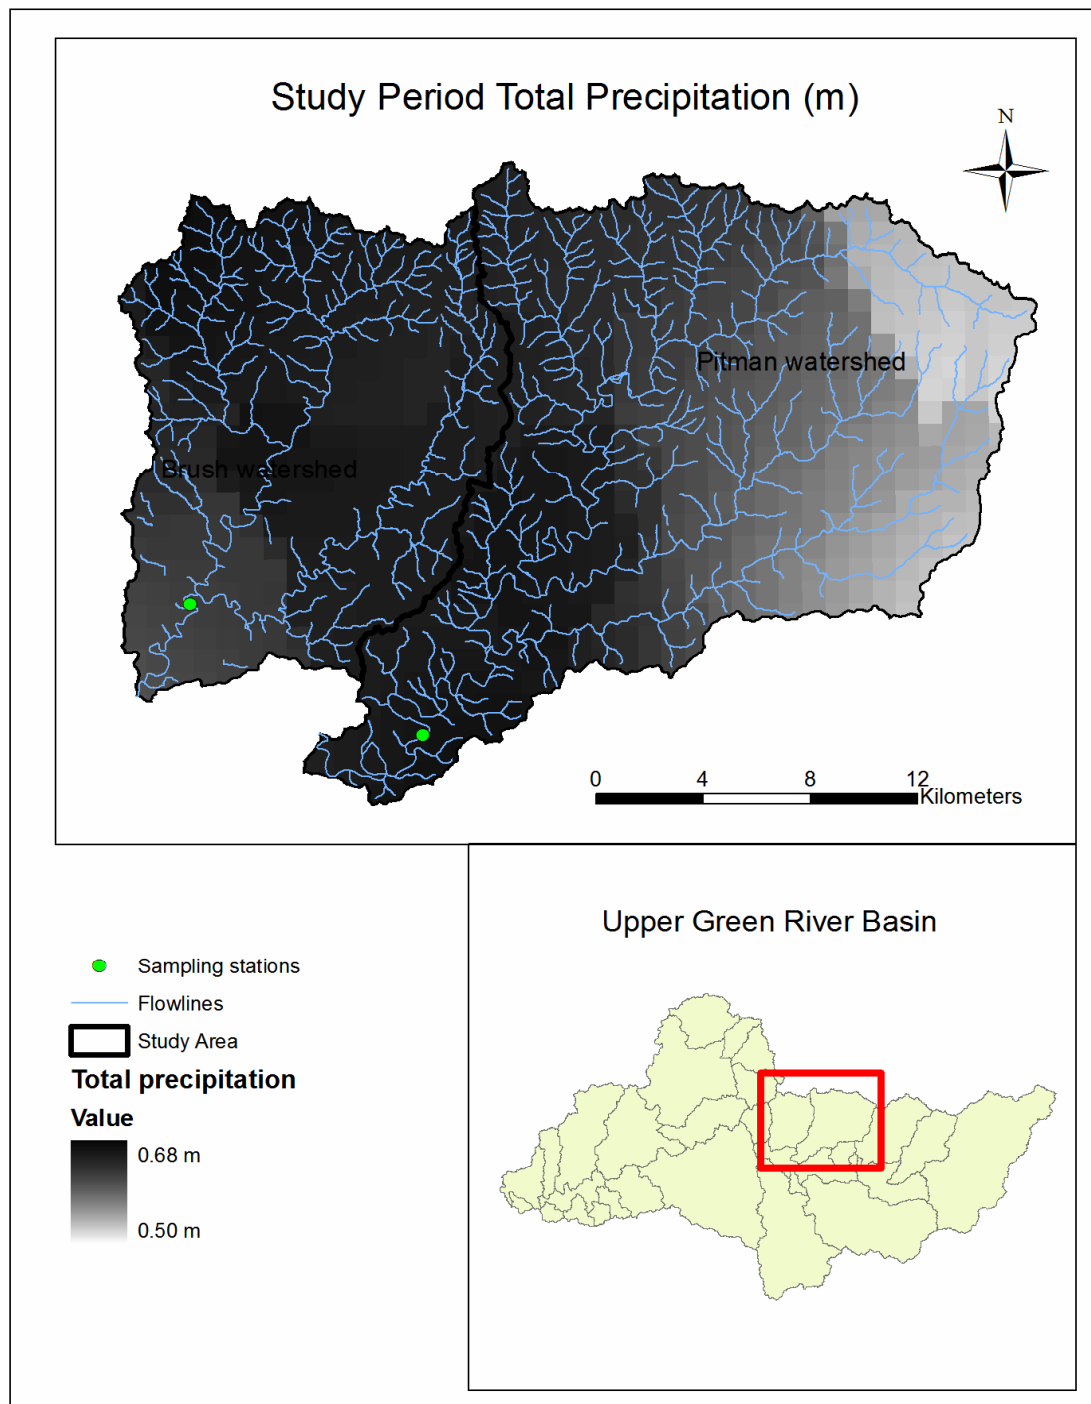 Study Period Total Precipitation (m)
N
Pitman watershed
Brush watershed
0 4 8 12
Kilometers
Sampling stations
Flowlines
Study Area
Total precipitation
Value
0.68 m
0.50 m
Upper Green River Basin